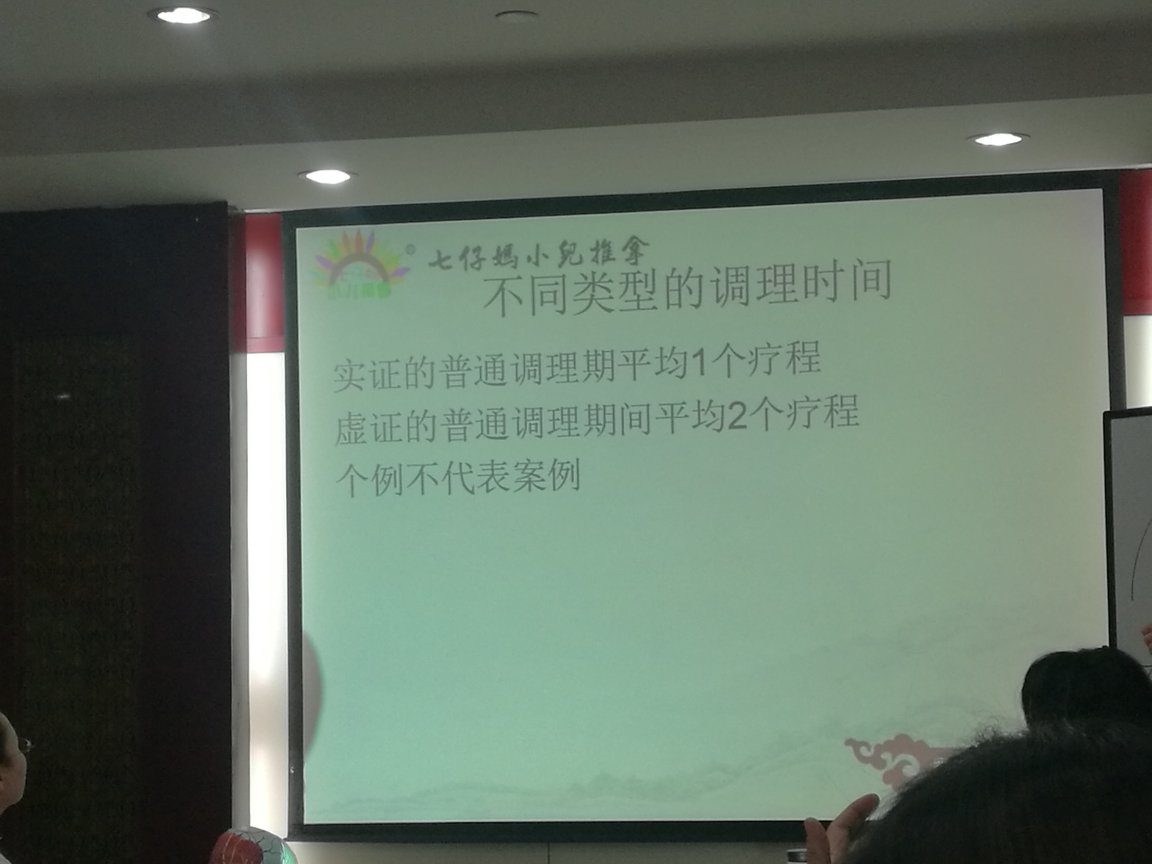 七仔媽小兒推拿
不同类型的调理时间
实证的普通调理期平均1个疗程
虚证的普通调理期间平均2个疗程
个例不代表案例